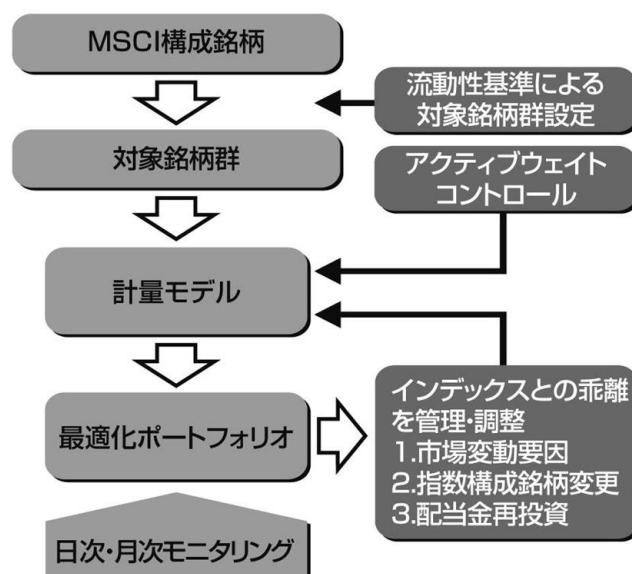 MSCI構成銘柄
流動性基準による
対象銘柄群設定
対象銘柄群
アクティブウェイト
コントロール
計量モデル
最適化ポートフォリオ
インデックスとの乖離
を管理・調整
1.市場変動要因
2.指数構成銘柄変更
3.配当金再投資
日次・月次モニタリング